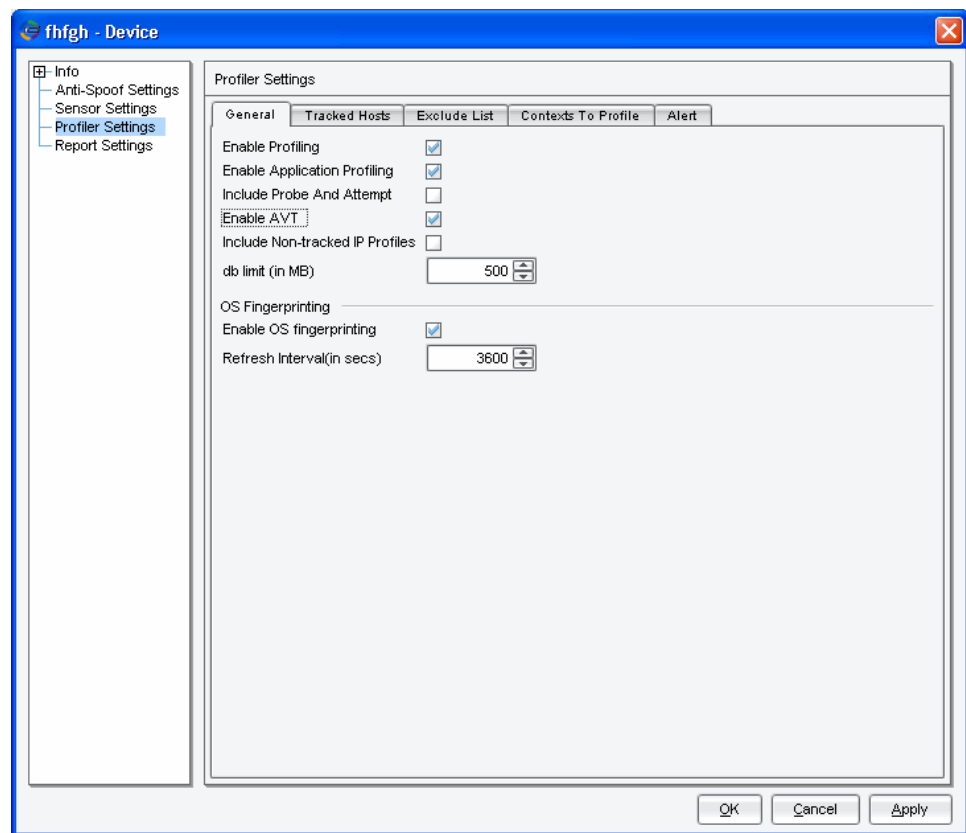 fhfgh - Device
Info
Anti-Spoof Settings
Sensor Settings
Profiler Settings
Report Settings
Profiler Settings
General Tracked Hosts Exclude List Contexts To Profile Alert
Enable Profiling
Enable Application Profiling
Include Probe And Attempt
Enable AVT
Include Non-tracked IP Profiles
db limit (in MB) 500
OS Fingerprinting
Enable OS fingerprinting
Refresh Interval(in secs) 3600
OK Cancel Apply